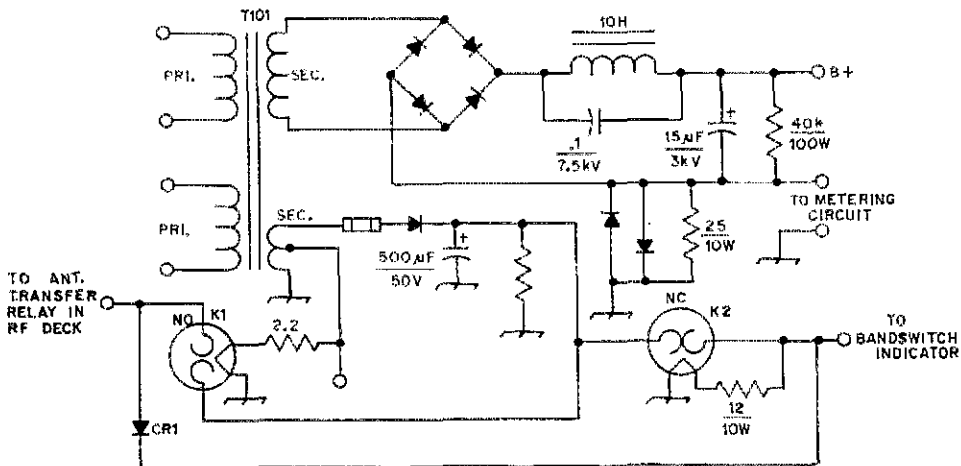 T101
10H
PRI.
SEC.
B+
.1
7.5kV
15µF
3kV
+
40k
100W
TO METERING
CIRCUIT
PRI.
SEC.
+
500µF
50V
25
10W
TO ANT.
TRANSFER
RELAY IN
RF DECK
NO
K1
2.2
NC
K2
TO
BANDSWITCH
INDICATOR
12
10W
CR1